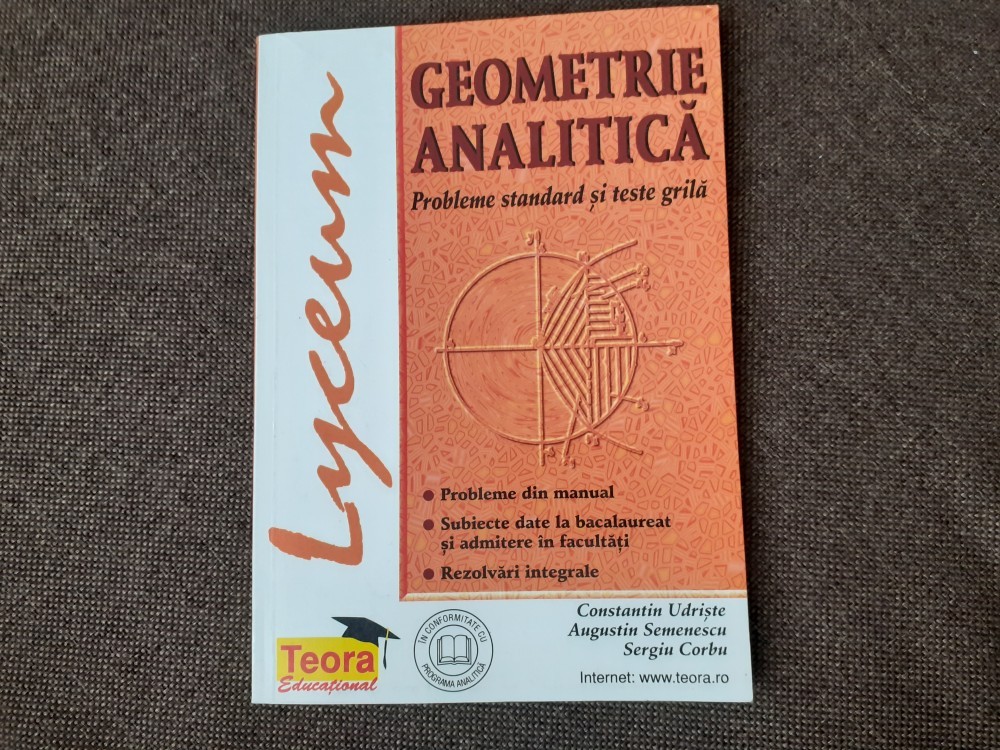 Lyceum
GEOMETRIE
ANALITICĂ
Probleme standard și teste grilă
● Probleme din manual
● Subiecte date la bacalaureat
și admitere în facultăți
● Rezolvări integrale
Constantin Udriște
Augustin Semenescu
Sergiu Corbu
Internet: www.teora.ro
Teora
Educațional
ÎN CONFORMITATE CU
PROGRAMA ANALITICĂ